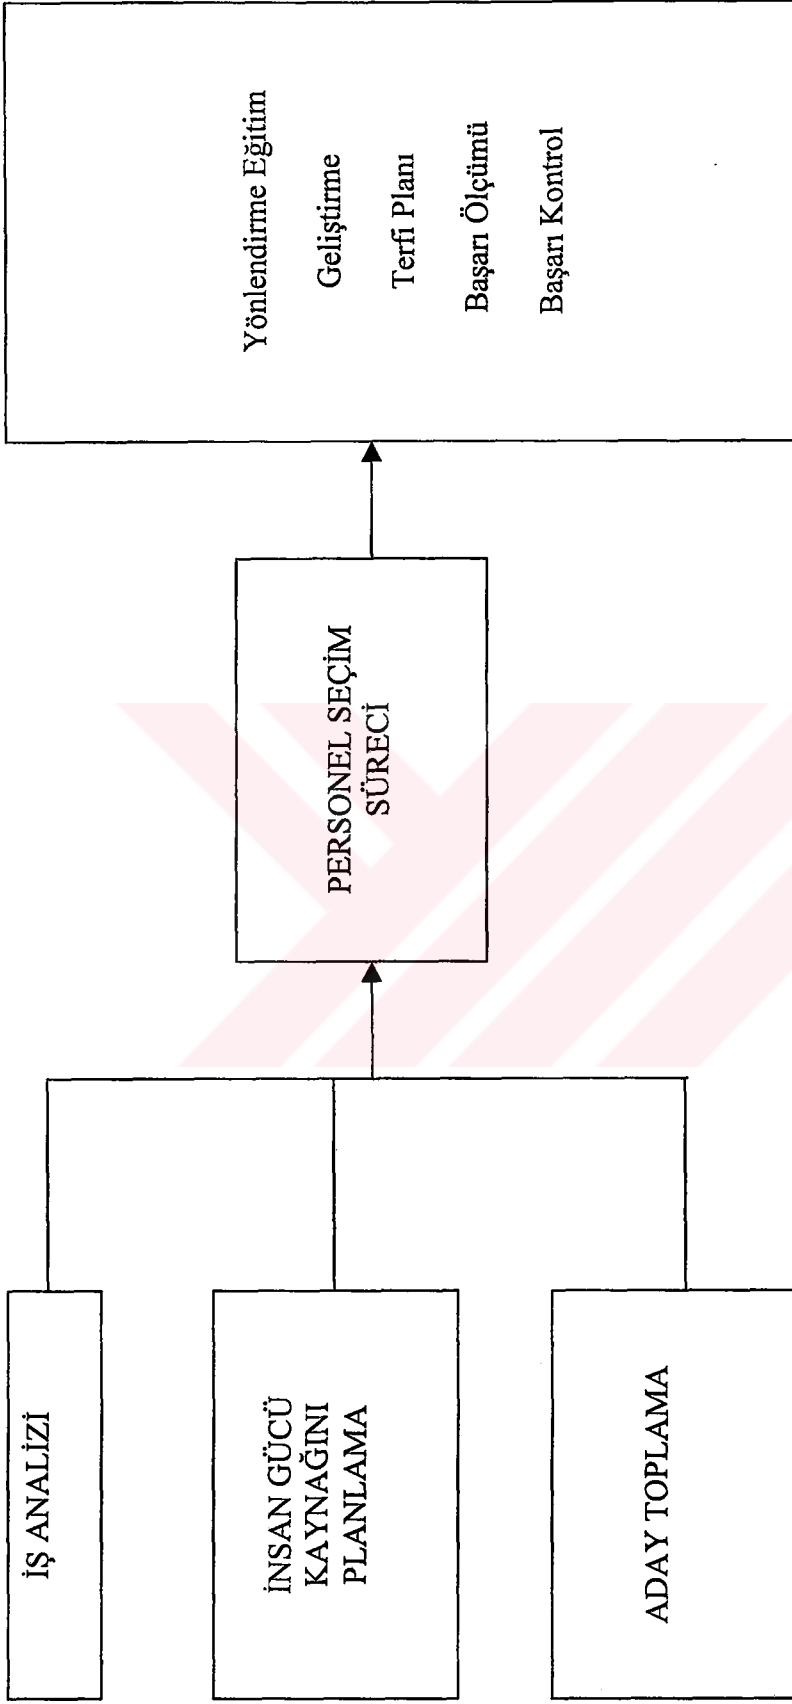 İŞ ANALİZİ
İNSAN GÜCÜ
KAYNAĞINI
PLANLAMA
ADAY TOPLAMA
PERSONEL SEÇİM
SÜRECİ
Yönlendirme Eğitim
Geliştirme
Terfi Planı
Başarı Ölçümü
Başarı Kontrol